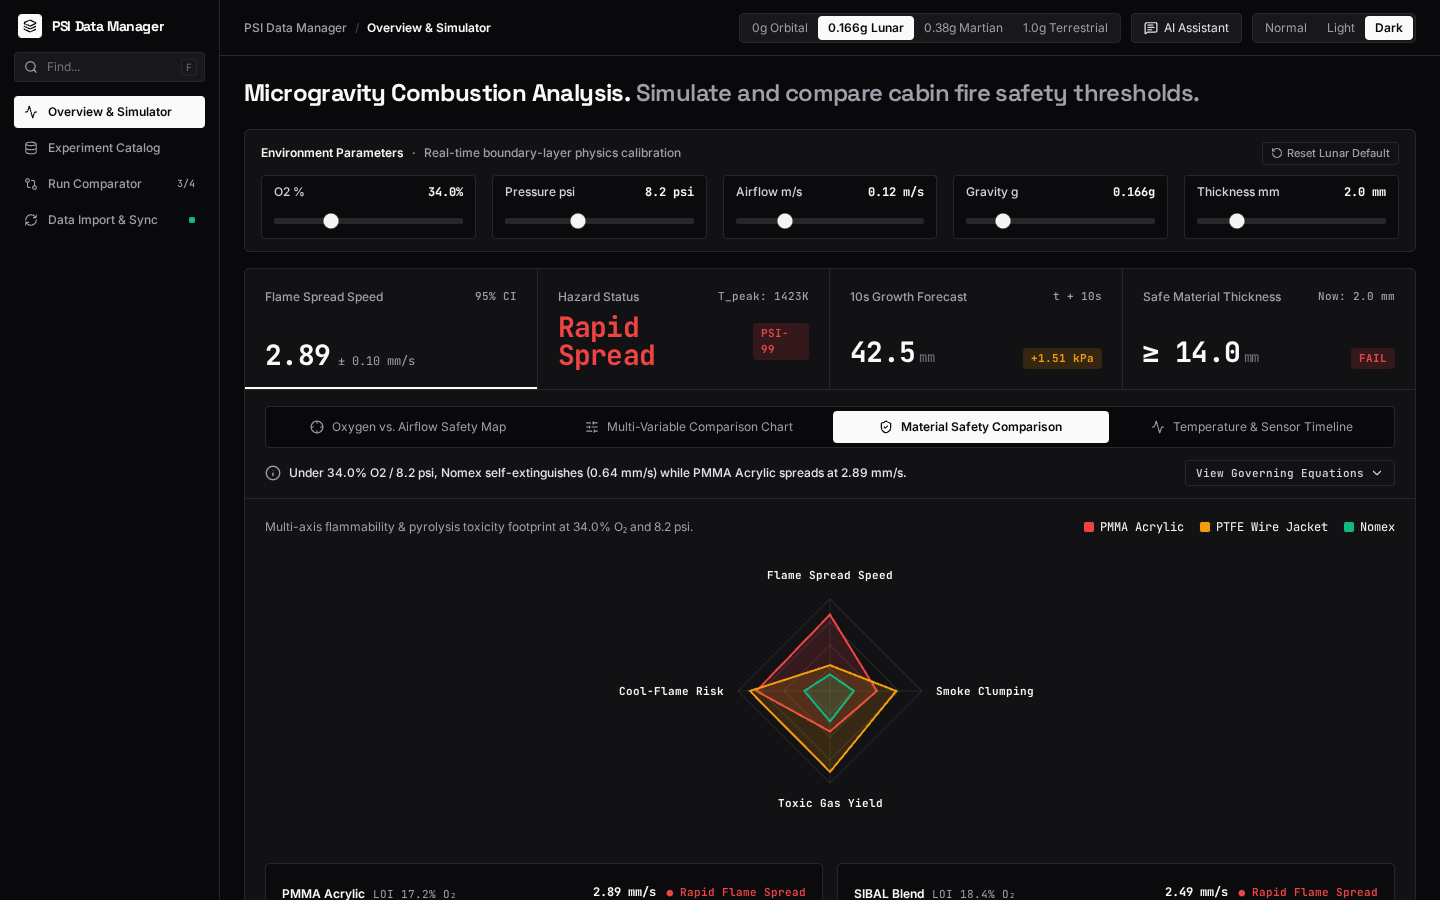 PSI Data Manager
Find...
F
Overview & Simulator
Experiment Catalog
Run Comparator 3/4
Data Import & Sync
PSI Data Manager / Overview & Simulator
0g Orbital 0.166g Lunar 0.38g Martian 1.0g Terrestrial
AI Assistant
Normal Light Dark
Microgravity Combustion Analysis. Simulate and compare cabin fire safety thresholds.
Environment Parameters · Real-time boundary-layer physics calibration
Reset Lunar Default
O2 % 34.0%
Pressure psi 8.2 psi
Airflow m/s 0.12 m/s
Gravity g 0.166g
Thickness mm 2.0 mm
Flame Spread Speed 95% CI
2.89 ± 0.10 mm/s
Hazard Status T_peak: 1423K
Rapid
Spread
PSI-
99
10s Growth Forecast t + 10s
42.5 mm +1.51 kPa
Safe Material Thickness Now: 2.0 mm
≥ 14.0 mm FAIL
Oxygen vs. Airflow Safety Map
Multi-Variable Comparison Chart
Material Safety Comparison
Temperature & Sensor Timeline
Under 34.0% O2 / 8.2 psi, Nomex self-extinguishes (0.64 mm/s) while PMMA Acrylic spreads at 2.89 mm/s.
View Governing Equations
Multi-axis flammability & pyrolysis toxicity footprint at 34.0% O₂ and 8.2 psi.
PMMA Acrylic PTFE Wire Jacket Nomex
Flame Spread Speed
Cool-Flame Risk
Smoke Clumping
Toxic Gas Yield
PMMA Acrylic LOI 17.2% O₂ 2.89 mm/s Rapid Flame Spread
SIBAL Blend LOI 18.4% O₂ 2.49 mm/s Rapid Flame Spread